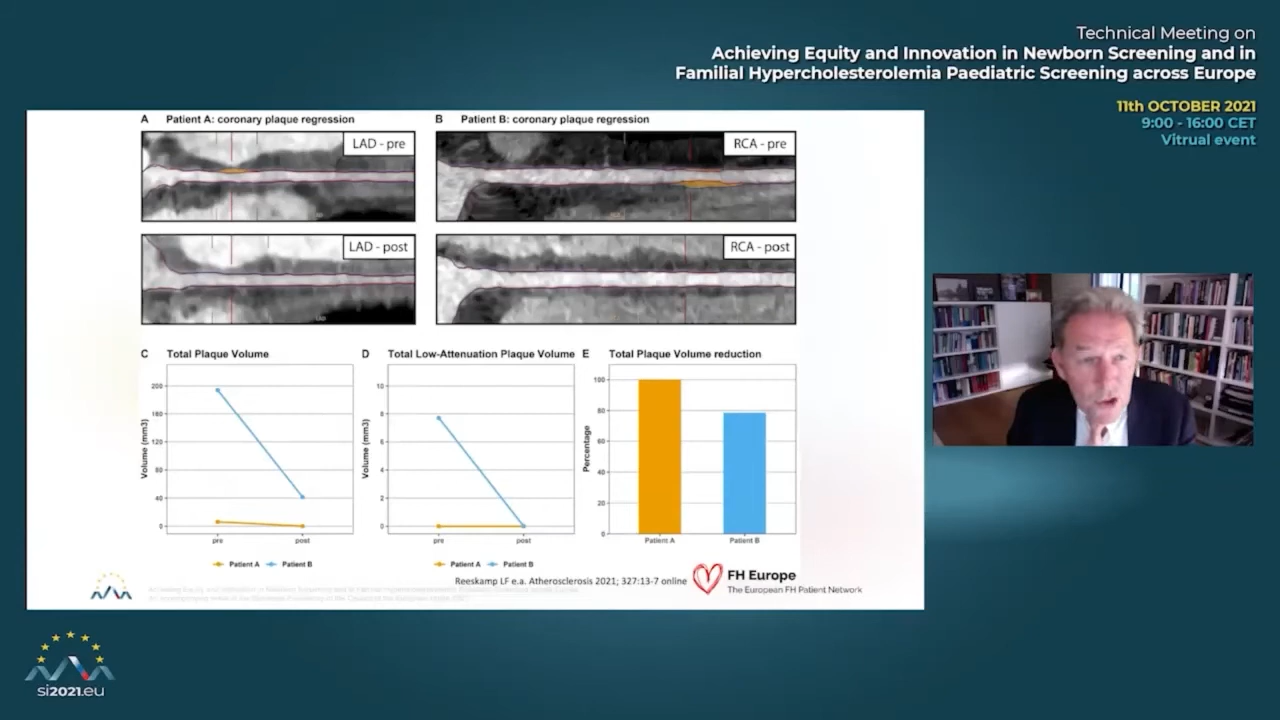 Technical Meeting on
Achieving Equity and Innovation in Newborn Screening and in
Familial Hypercholesterolemia Paediatric Screening across Europe
11th OCTOBER 2021
9:00 - 16:00 CET
Vitrual event
A Patient A: coronary plaque regression
LAD - pre
LAD - post
B Patient B: coronary plaque regression
RCA - pre
RCA - post
C Total Plaque Volume
Volume (mm3)
200
160
120
80
40
0
pre post
Patient A Patient B
D Total Low-Attenuation Plaque Volume
Volume (mm3)
10
8
6
4
2
0
pre post
Patient A Patient B
E Total Plaque Volume reduction
Percentage
100
80
60
40
20
0
Patient A Patient B
Reeskamp LF e.a. Atherosclerosis 2021; 327:13-7 online
FH Europe
The European FH Patient Network
si2021.eu